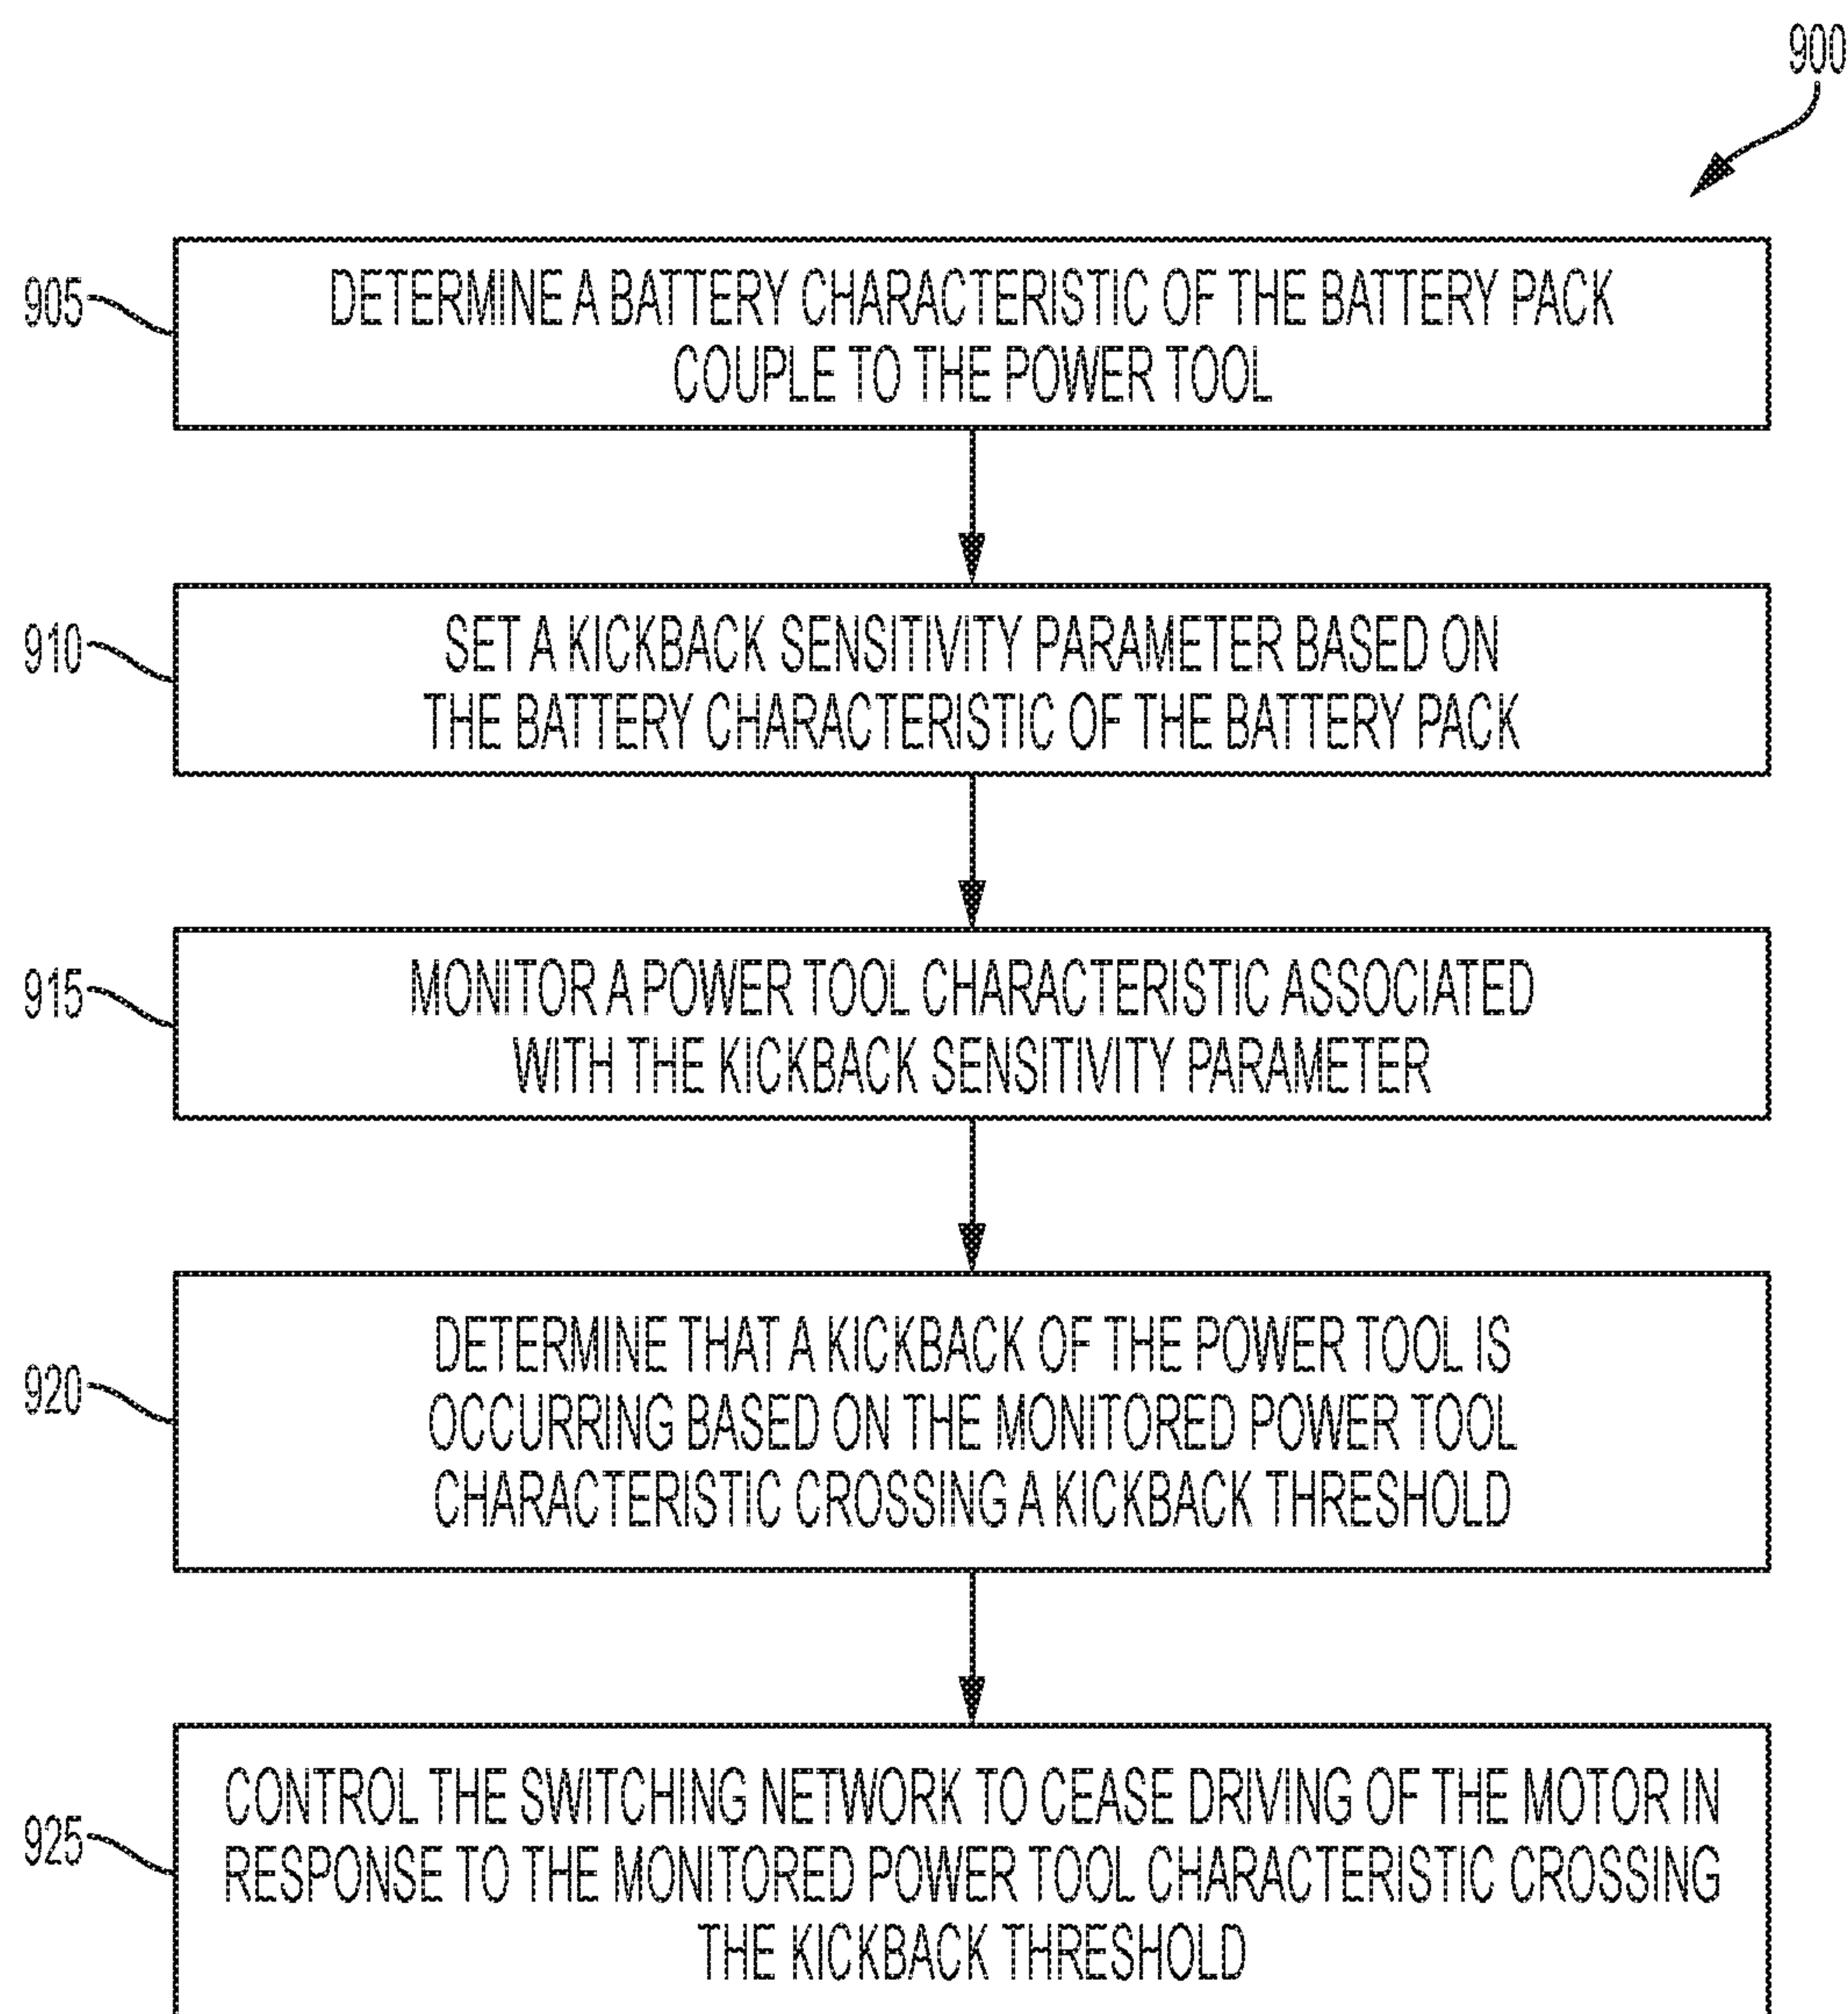 900
905
DETERMINE A BATTERY CHARACTERISTIC OF THE BATTERY PACK
COUPLE TO THE POWER TOOL
910
SET A KICKBACK SENSITIVITY PARAMETER BASED ON
THE BATTERY CHARACTERISTIC OF THE BATTERY PACK
915
MONITOR A POWER TOOL CHARACTERISTIC ASSOCIATED
WITH THE KICKBACK SENSITIVITY PARAMETER
920
DETERMINE THAT A KICKBACK OF THE POWER TOOL IS
OCCURRING BASED ON THE MONITORED POWER TOOL
CHARACTERISTIC CROSSING A KICKBACK THRESHOLD
925
CONTROL THE SWITCHING NETWORK TO CEASE DRIVING OF THE MOTOR IN
RESPONSE TO THE MONITORED POWER TOOL CHARACTERISTIC CROSSING
THE KICKBACK THRESHOLD